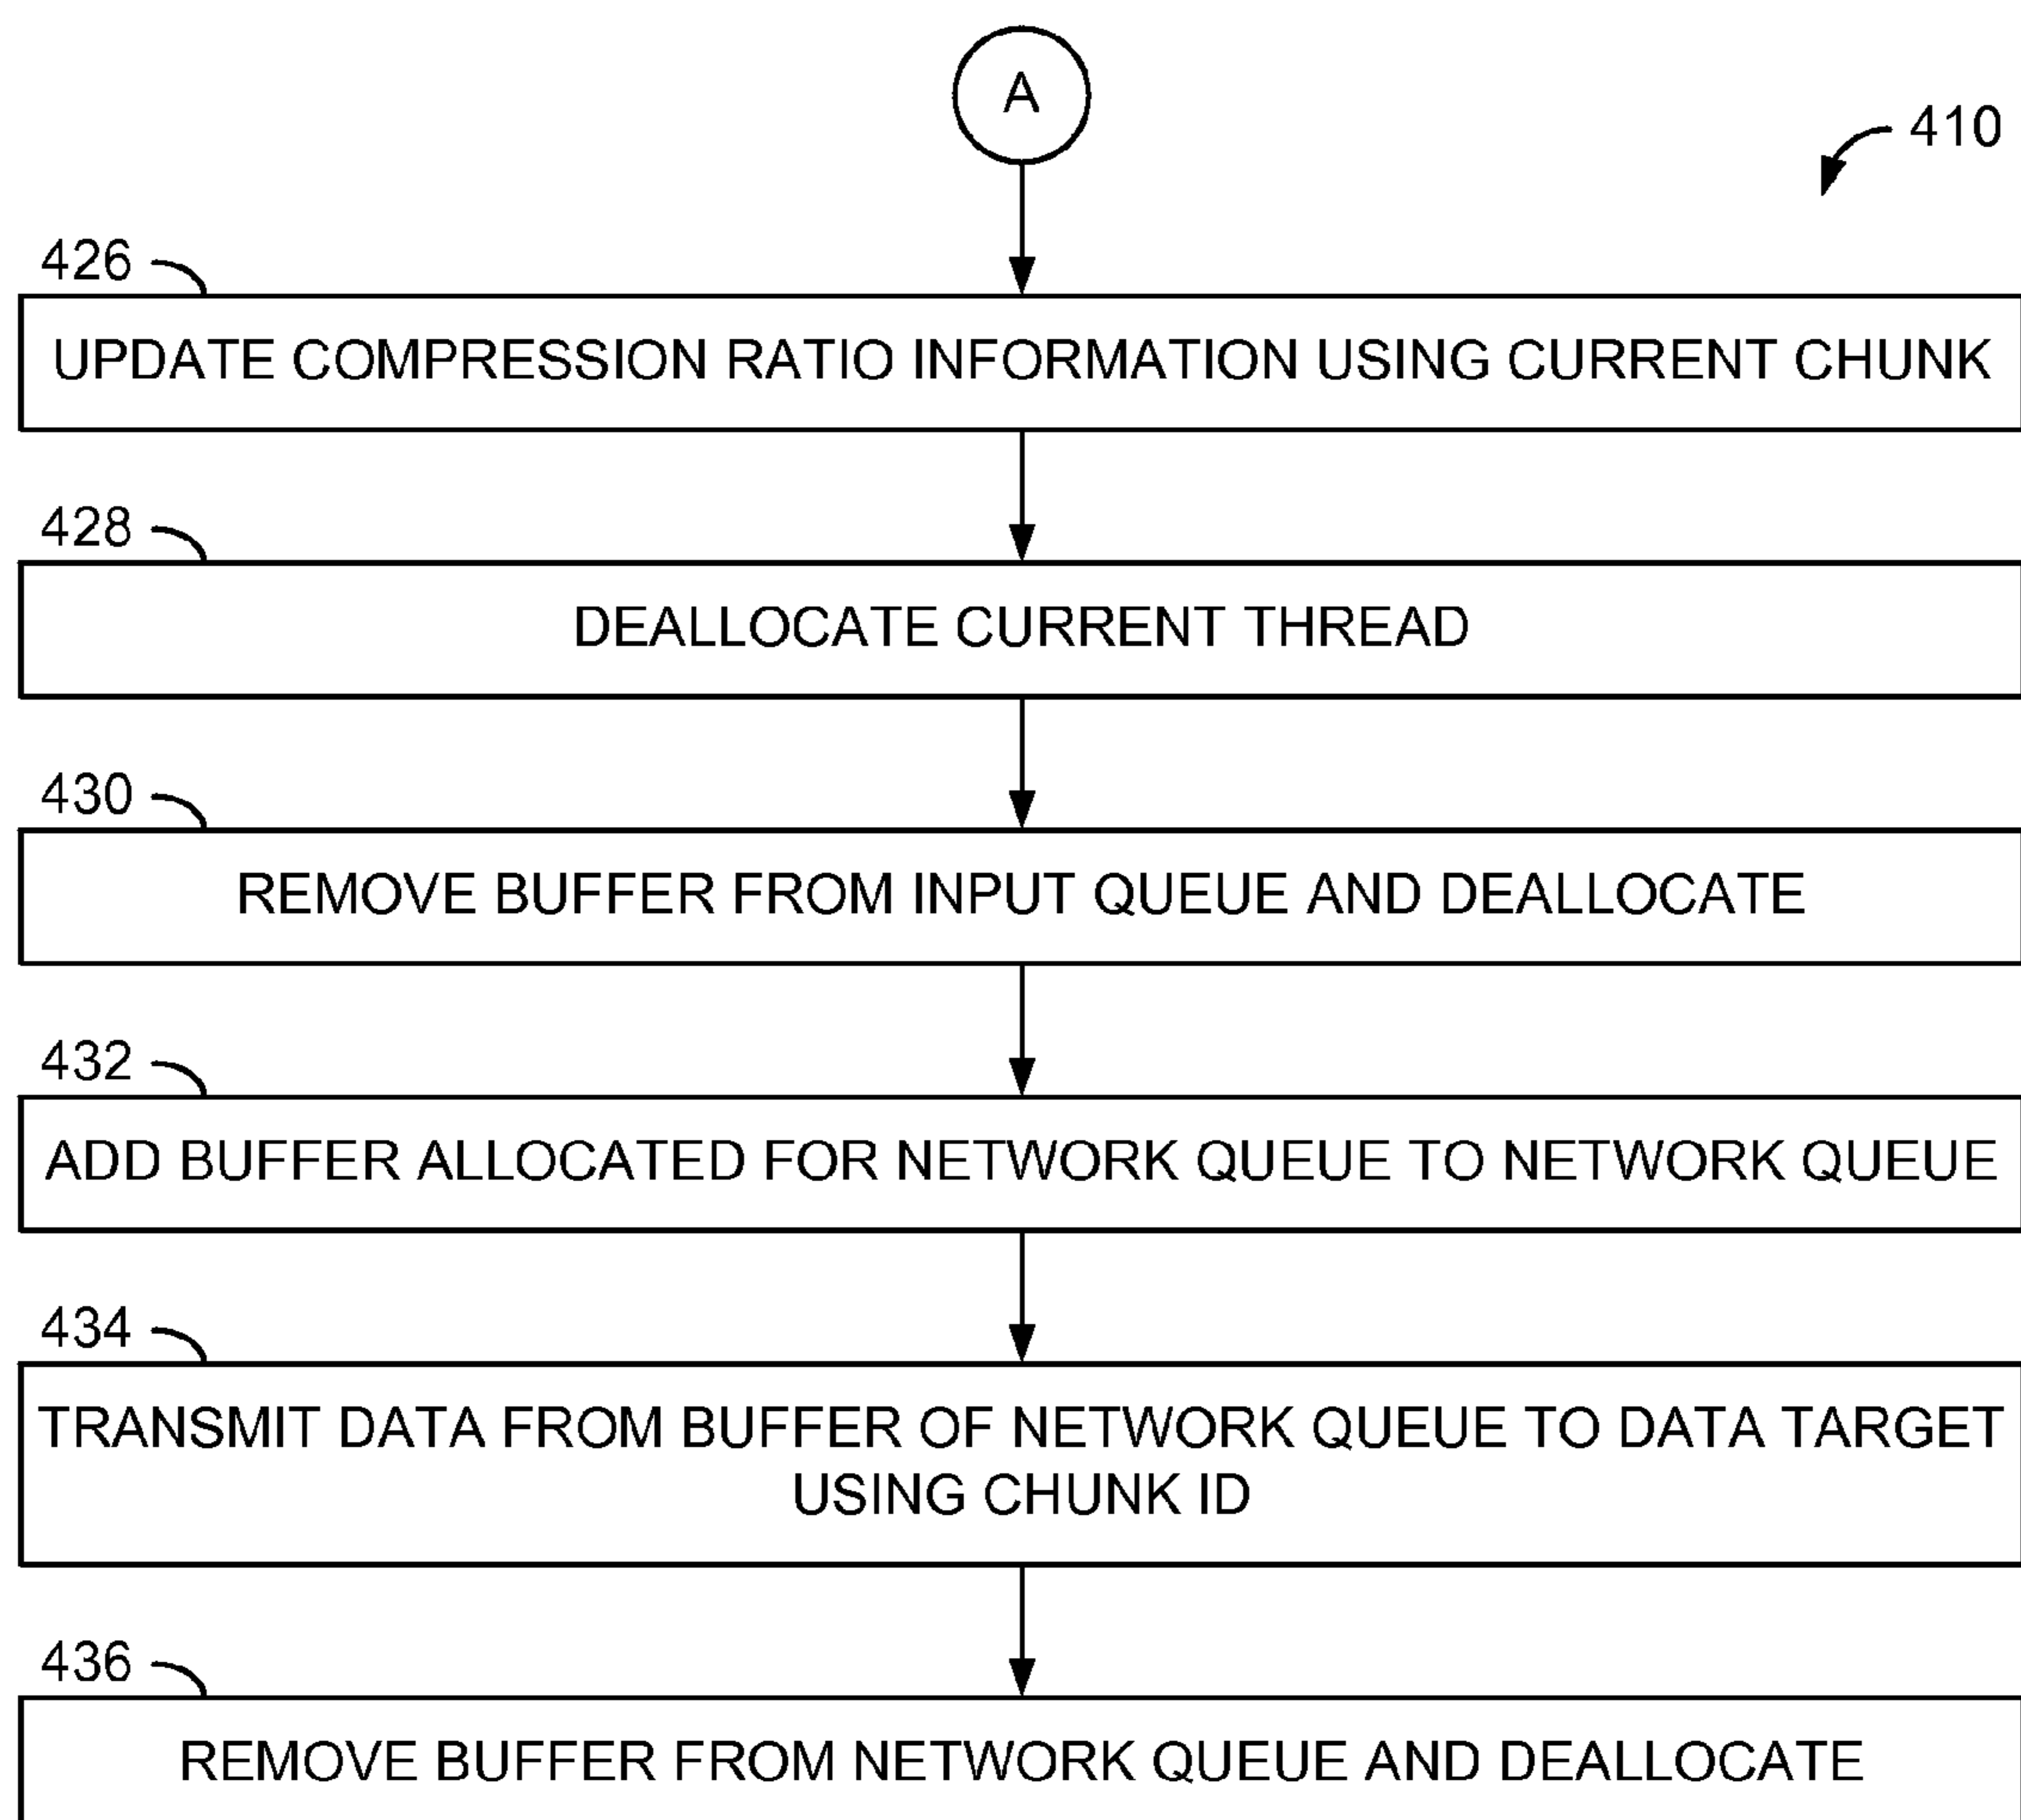 A
410
426
UPDATE COMPRESSION RATIO INFORMATION USING CURRENT CHUNK
428
DEALLOCATE CURRENT THREAD
430
REMOVE BUFFER FROM INPUT QUEUE AND DEALLOCATE
432
ADD BUFFER ALLOCATED FOR NETWORK QUEUE TO NETWORK QUEUE
434
TRANSMIT DATA FROM BUFFER OF NETWORK QUEUE TO DATA TARGET
USING CHUNK ID
436
REMOVE BUFFER FROM NETWORK QUEUE AND DEALLOCATE